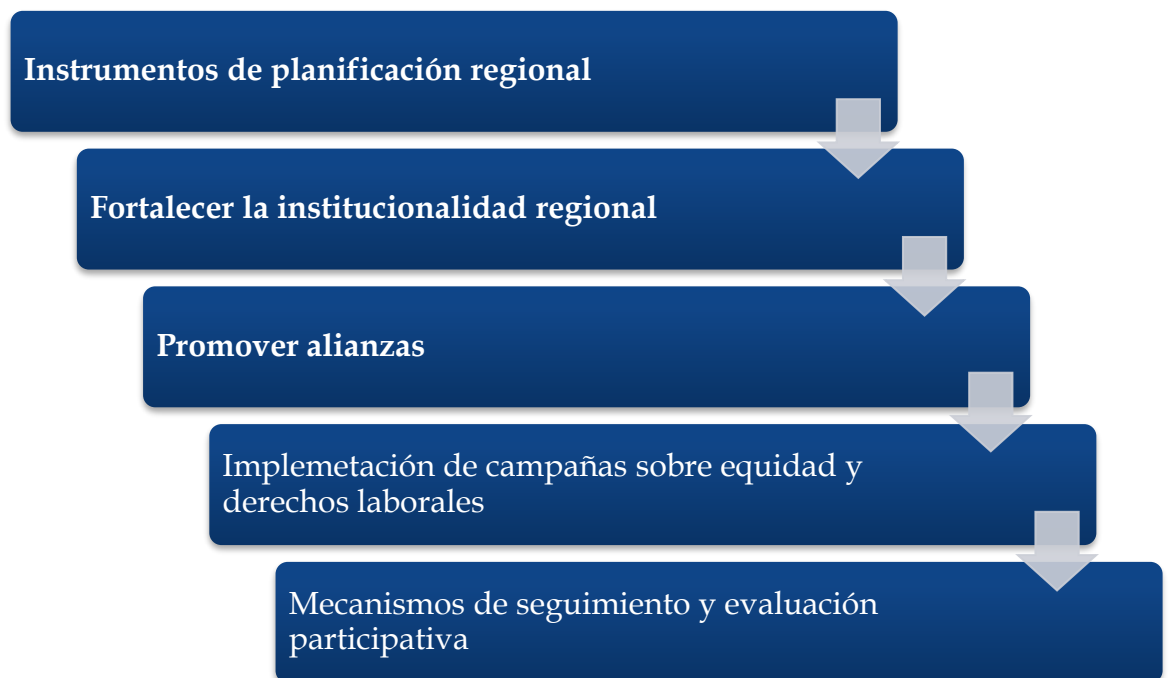 Instrumentos de planificación regional
Fortalecer la institucionalidad regional
Promover alianzas
Implemetación de campañas sobre equidad y
derechos laborales
Mecanismos de seguimiento y evaluación
participativa